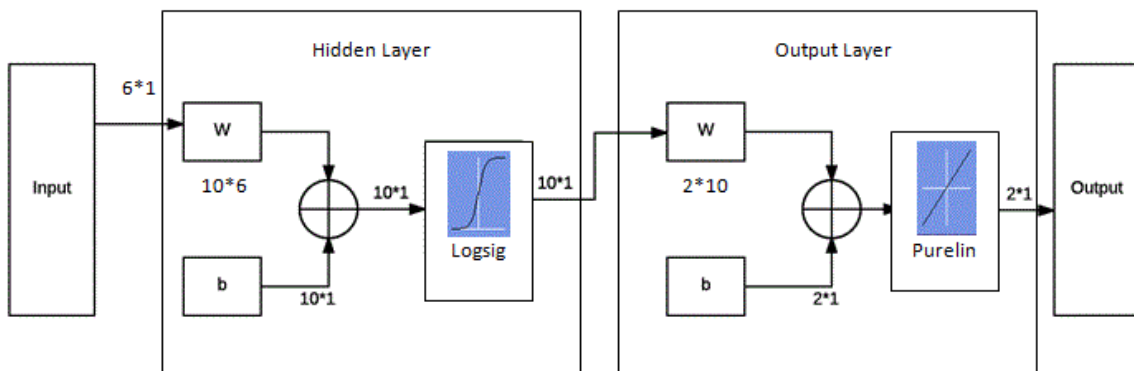 Hidden Layer
Output Layer
6*1
W
W
Input
10*6
10*1
10*1
2*10
2*1
Output
Logsig
Purelin
b
10*1
b
2*1